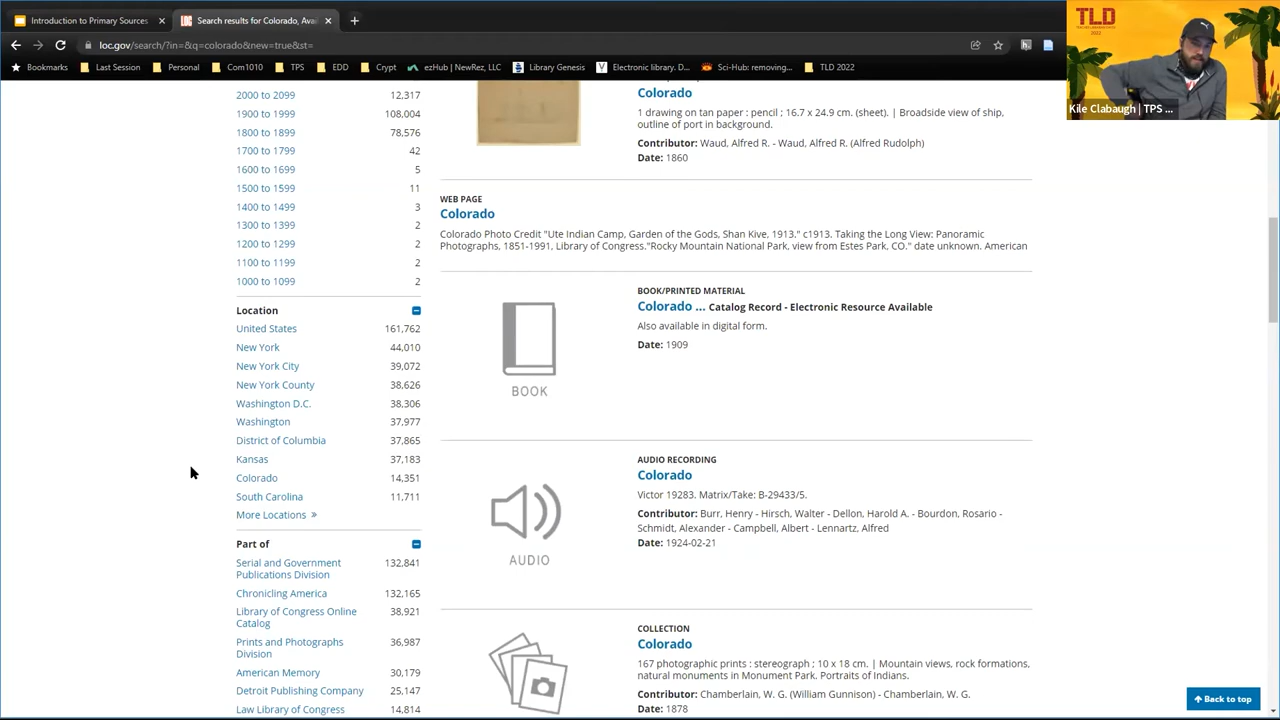 Introduction to Primary Sources
LOC
Search results for Colorado, Avai
loc.gov/search/?in=&q=colorado&new=true&st=
Bookmarks
Last Session
Personal
Com1010
TPS
EDD
Crypt
ezHub | NewRez, LLC
Library Genesis
Electronic library. D...
Sci-Hub: removing...
TLD 2022
TLD
2022
Kile Clabaugh | TPS ...
2000 to 2099 12,317
1900 to 1999 108,004
1800 to 1899 78,576
1700 to 1799 42
1600 to 1699 5
1500 to 1599 11
1400 to 1499 3
1300 to 1399 2
1200 to 1299 2
1100 to 1199 2
1000 to 1099 2
Location
United States 161,762
New York 44,010
New York City 39,072
New York County 38,626
Washington D.C. 38,306
Washington 37,977
District of Columbia 37,865
Kansas 37,183
Colorado 14,351
South Carolina 11,711
More Locations »
Part of
Serial and Government 132,841
Publications Division
Chronicling America 132,165
Library of Congress Online 38,921
Catalog
Prints and Photographs 36,987
Division
American Memory 30,179
Detroit Publishing Company 25,147
Law Library of Congress 14,814
Colorado
1 drawing on tan paper : pencil ; 16.7 x 24.9 cm. (sheet). | Broadside view of ship,
outline of port in background.
Contributor: Waud, Alfred R. - Waud, Alfred R. (Alfred Rudolph)
Date: 1860
WEB PAGE
Colorado
Colorado Photo Credit "Ute Indian Camp, Garden of the Gods, Shan Kive, 1913." c1913. Taking the Long View: Panoramic
Photographs, 1851-1991, Library of Congress."Rocky Mountain National Park, view from Estes Park, CO." date unknown. American
BOOK/PRINTED MATERIAL
Colorado ... Catalog Record - Electronic Resource Available
Also available in digital form.
Date: 1909
BOOK
AUDIO RECORDING
Colorado
Victor 19283. Matrix/Take: B-29433/5.
Contributor: Burr, Henry - Hirsch, Walter - Dellon, Harold A. - Bourdon, Rosario -
Schmidt, Alexander - Campbell, Albert - Lennartz, Alfred
Date: 1924-02-21
AUDIO
COLLECTION
Colorado
167 photographic prints : stereograph ; 10 x 18 cm. | Mountain views, rock formations,
natural monuments in Monument Park. Portraits of Indians.
Contributor: Chamberlain, W. G. (William Gunnison) - Chamberlain, W. G.
Date: 1878
Back to top